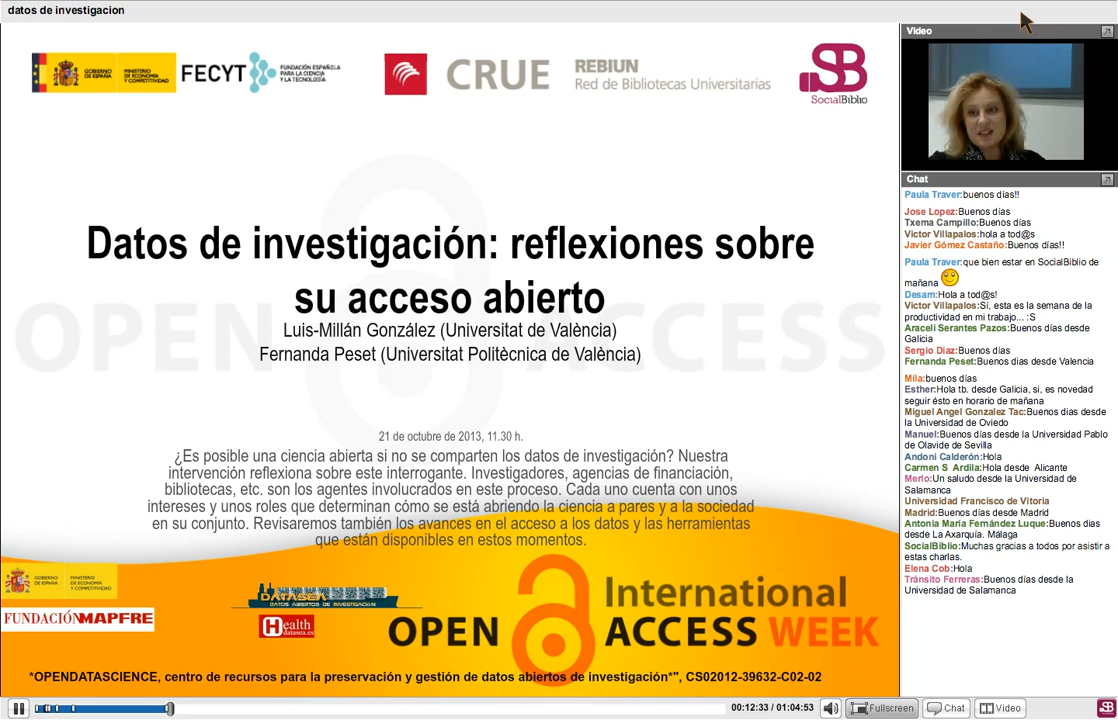 datos de investigacion
GOBIERNO DE ESPAÑA
MINISTERIO DE ECONOMÍA Y COMPETITIVIDAD
FECYT
FUNDACIÓN ESPAÑOLA
PARA LA CIENCIA
Y LA TECNOLOGÍA
CRUE
REBIUN
Red de Bibliotecas Universitarias
SB
SocialBiblio
OPEN ACCESS
Datos de investigación: reflexiones sobre
su acceso abierto
Luis-Millán González (Universitat de València)
Fernanda Peset (Universitat Politècnica de València)
21 de octubre de 2013, 11.30 h.
¿Es posible una ciencia abierta si no se comparten los datos de investigación? Nuestra
intervención reflexiona sobre este interrogante. Investigadores, agencias de financiación,
bibliotecas, etc. son los agentes involucrados en este proceso. Cada uno cuenta con unos
intereses y unos roles que determinan cómo se está abriendo la ciencia a pares y a la sociedad
en su conjunto. Revisaremos también los avances en el acceso a los datos y las herramientas
que están disponibles en estos momentos.
GOBIERNO DE ESPAÑA
MINISTERIO
FUNDACIÓN MAPFRE
DATASEA
DATOS ABIERTOS DE INVESTIGACION
Health
datasea.es
International
OPEN ACCESS WEEK
*OPENDATASCIENCE, centro de recursos para la preservación y gestión de datos abiertos de investigación*", CS02012-39632-C02-02
Video
Chat
Paula Traver:buenos días!!
Jose Lopez:Buenos días
Txema Campillo:Buenos días
Victor Villapalos:hola a tod@s
Javier Gómez Castaño:Buenos días!!
Paula Traver:que bien estar en SocialBiblio de
mañana
Desam:Hola a tod@s!
Victor Villapalos:Sí, esta es la semana de la
productividad en mi trabajo... :S
Araceli Serantes Pazos:Buenos días desde
Galicia
Sergio Diaz:Buenos días
Fernanda Peset:Buenos dias desde Valencia
Mila:buenos días
Esther:Hola tb. desde Galicia, si, es novedad
seguir ésto en horario de mañana
Miguel Angel Gonzalez Tac:Buenos dias desde
la Universidad de Oviedo
Manuel:Buenos días desde la Universidad Pablo
de Olavide de Sevilla
Andoni Calderón:Hola
Carmen S Ardila:Hola desde Alicante
Merlo:Un saludo desde la Universidad de
Salamanca
Universidad Francisco de Vitoria
Madrid:Buenos días desde Madrid
Antonia Maria Fernández Luque:Buenos dias
desde La Axarquía. Málaga
SocialBiblio:Muchas gracias a todos por asistir a
estas charlas.
Elena Cob:Hola
Tránsito Ferreras:Buenos días desde la
Universidad de Salamanca
00:12:33 / 01:04:53
Fullscreen
Chat
Video
SB